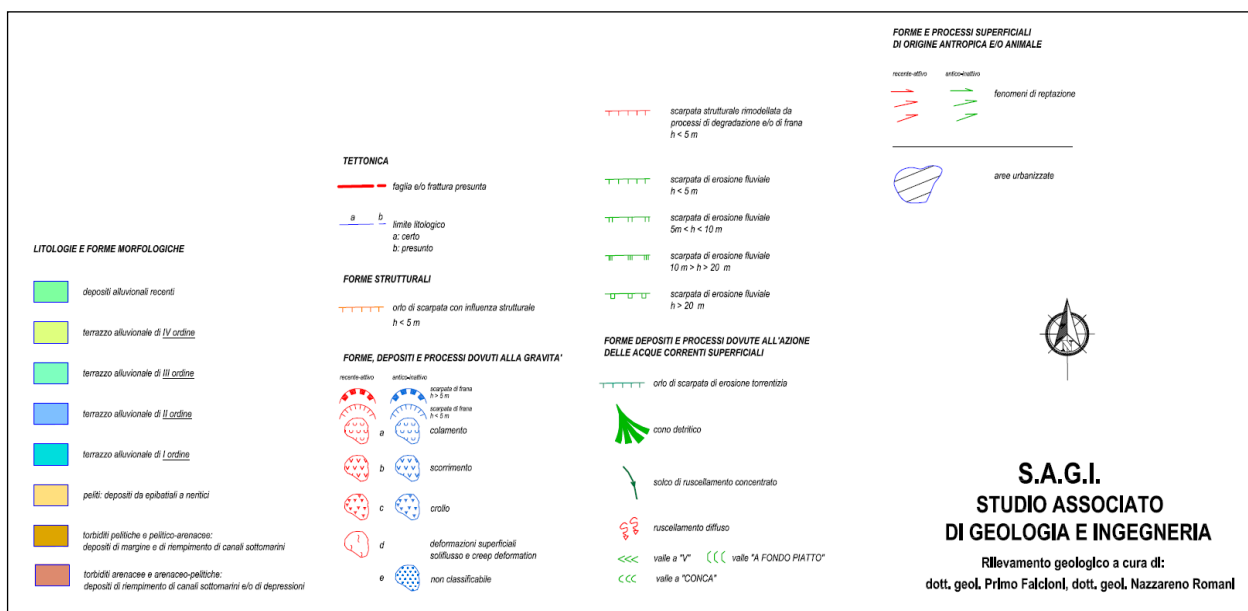 LITOLOGIE E FORME MORFOLOGICHE
depositi alluvionali recenti
terrazzo alluvionale di IV ordine
terrazzo alluvionale di III ordine
terrazzo alluvionale di II ordine
terrazzo alluvionale di I ordine
peliti: depositi da epibatiali a neritici
torbiditi pelitiche e pelitico-arenacee:
depositi di margine e di riempimento di canali sottomarini
torbiditi arenacee e arenaceo-pelitiche:
depositi di riempimento di canali sottomarini e/o di depressioni
TETTONICA
faglia e/o frattura presunta
a b
limite litologico
a: certo
b: presunto
FORME STRUTTURALI
orlo di scarpata con influenza strutturale
h < 5 m
FORME, DEPOSITI E PROCESSI DOVUTI ALLA GRAVITA'
recente-attivo antico-inattivo
scarpata di frana
h > 5 m
scarpata di frana
h < 5 m
a colamento
b scorrimento
c crollo
d deformazioni superficiali
soliflusso e creep deformation
e non classificabile
scarpata strutturale rimodellata da
processi di degradazione e/o di frana
h < 5 m
scarpata di erosione fluviale
h < 5 m
scarpata di erosione fluviale
5m < h < 10 m
scarpata di erosione fluviale
10 m > h > 20 m
scarpata di erosione fluviale
h > 20 m
FORME DEPOSITI E PROCESSI DOVUTE ALL'AZIONE
DELLE ACQUE CORRENTI SUPERFICIALI
orlo di scarpata di erosione torrentizia
cono detritico
solco di ruscellamento concentrato
ruscellamento diffuso
valle a "V" valle "A FONDO PIATTO"
valle a "CONCA"
FORME E PROCESSI SUPERFICIALI
DI ORIGINE ANTROPICA E/O ANIMALE
recente-attivo antico-inattivo
fenomeni di reptazione
aree urbanizzate
N
S.A.G.I.
STUDIO ASSOCIATO
DI GEOLOGIA E INGEGNERIA
Rilevamento geologico a cura di:
dott. geol. Primo Falcioni, dott. geol. Nazzareno Romani